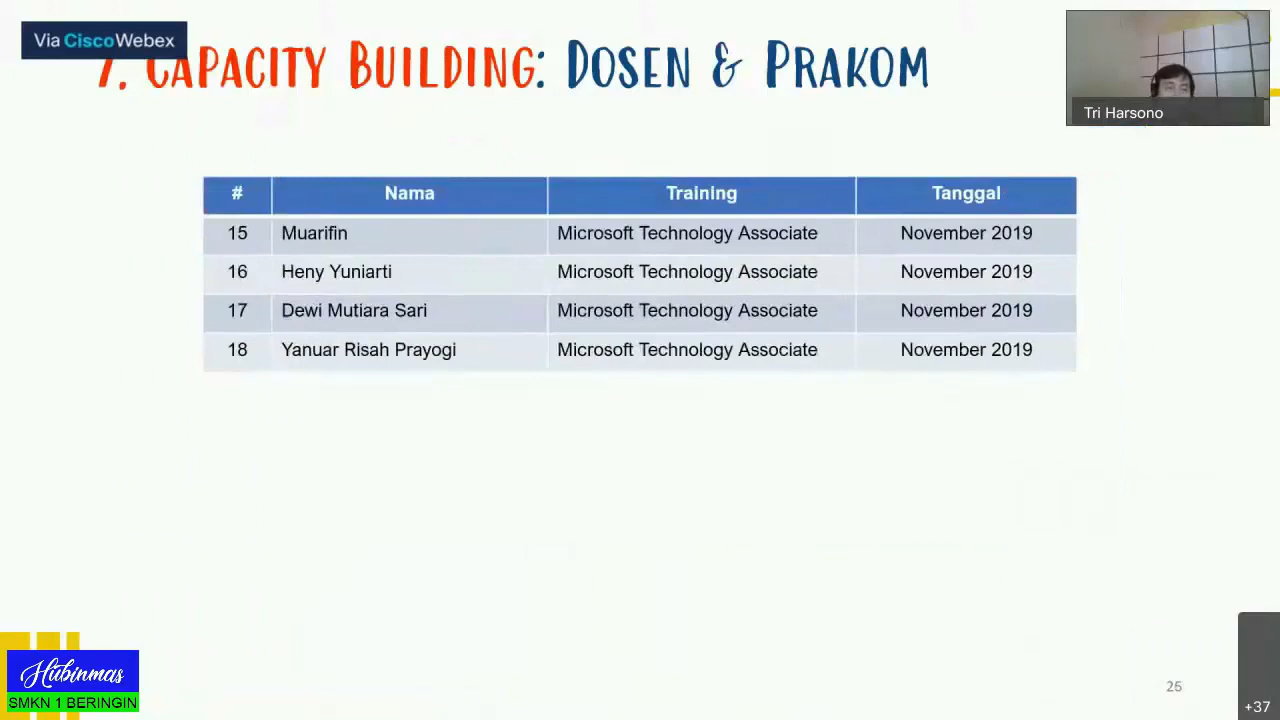 Via CiscoWebex
7. CAPACITY BUILDING: DOSEN & PRAKOM
Tri Harsono
# Nama Training Tanggal
15 Muarifin Microsoft Technology Associate November 2019
16 Heny Yuniarti Microsoft Technology Associate November 2019
17 Dewi Mutiara Sari Microsoft Technology Associate November 2019
18 Yanuar Risah Prayogi Microsoft Technology Associate November 2019
Hubinmas
SMKN 1 BERINGIN
25
+37